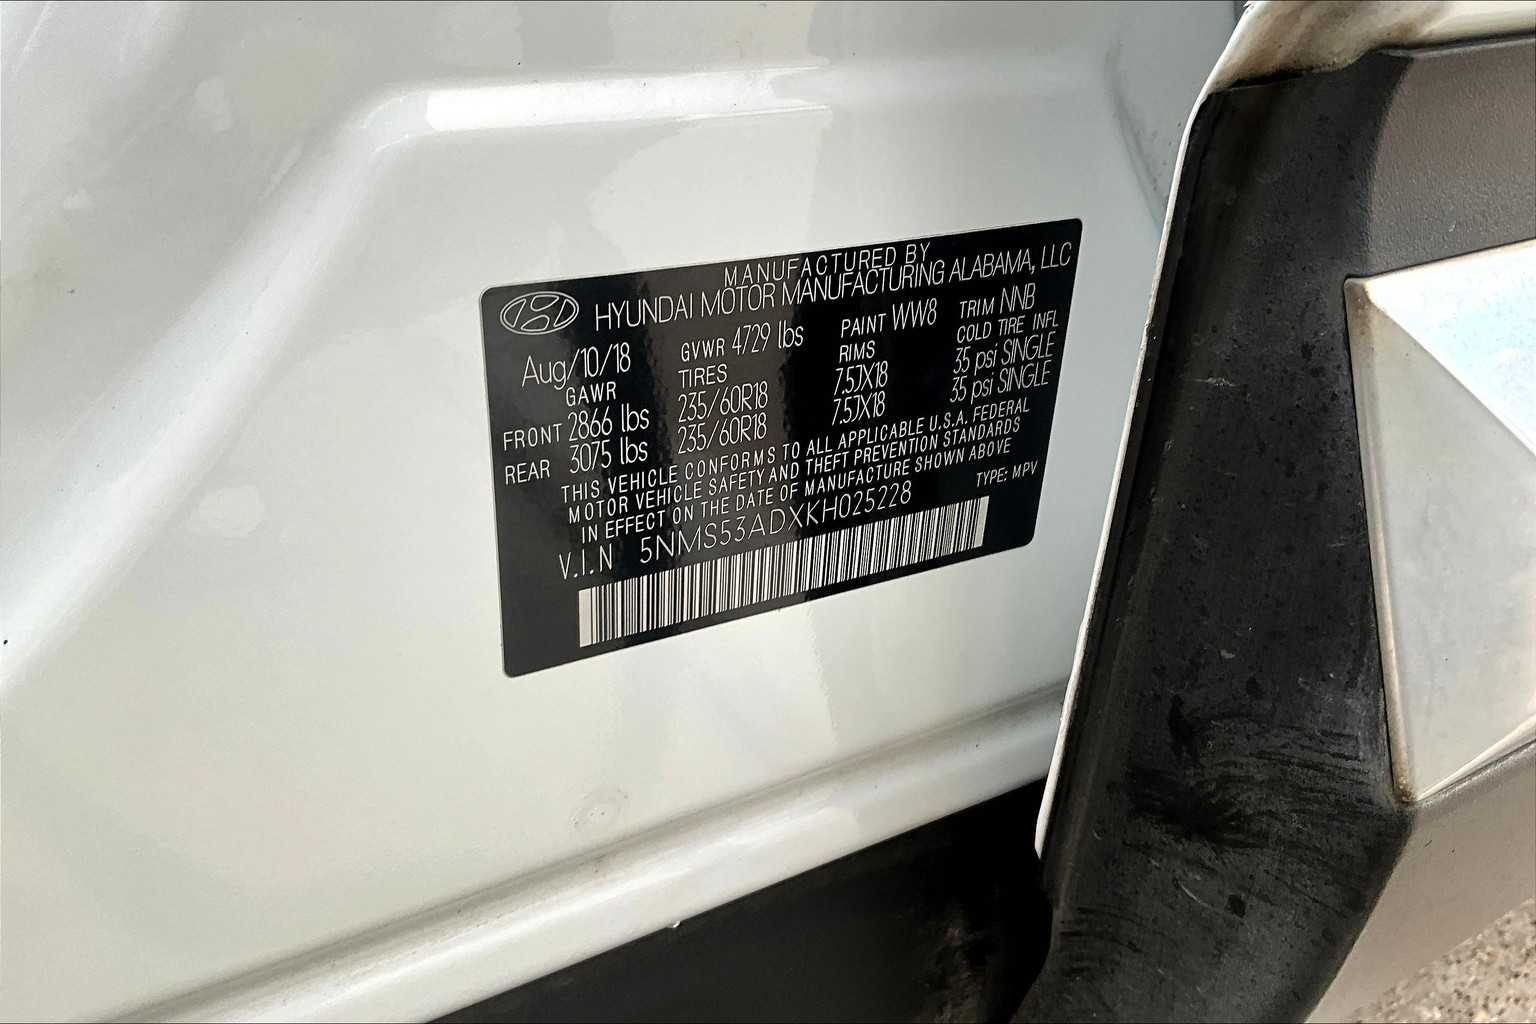 MANUFACTURED BY
HYUNDAI MOTOR MANUFACTURING ALABAMA, LLC
Aug/10/18 GVWR 4729 lbs PAINT WW8 TRIM NNB
GAWR TIRES RIMS COLD TIRE INFL
FRONT 2866 lbs 235/60R18 7.5JX18 35 psi SINGLE
REAR 3075 lbs 235/60R18 7.5JX18 35 psi SINGLE
THIS VEHICLE CONFORMS TO ALL APPLICABLE U.S.A. FEDERAL
MOTOR VEHICLE SAFETY AND THEFT PREVENTION STANDARDS
IN EFFECT ON THE DATE OF MANUFACTURE SHOWN ABOVE
V.I.N 5NMS53ADXKH025228 TYPE: MPV